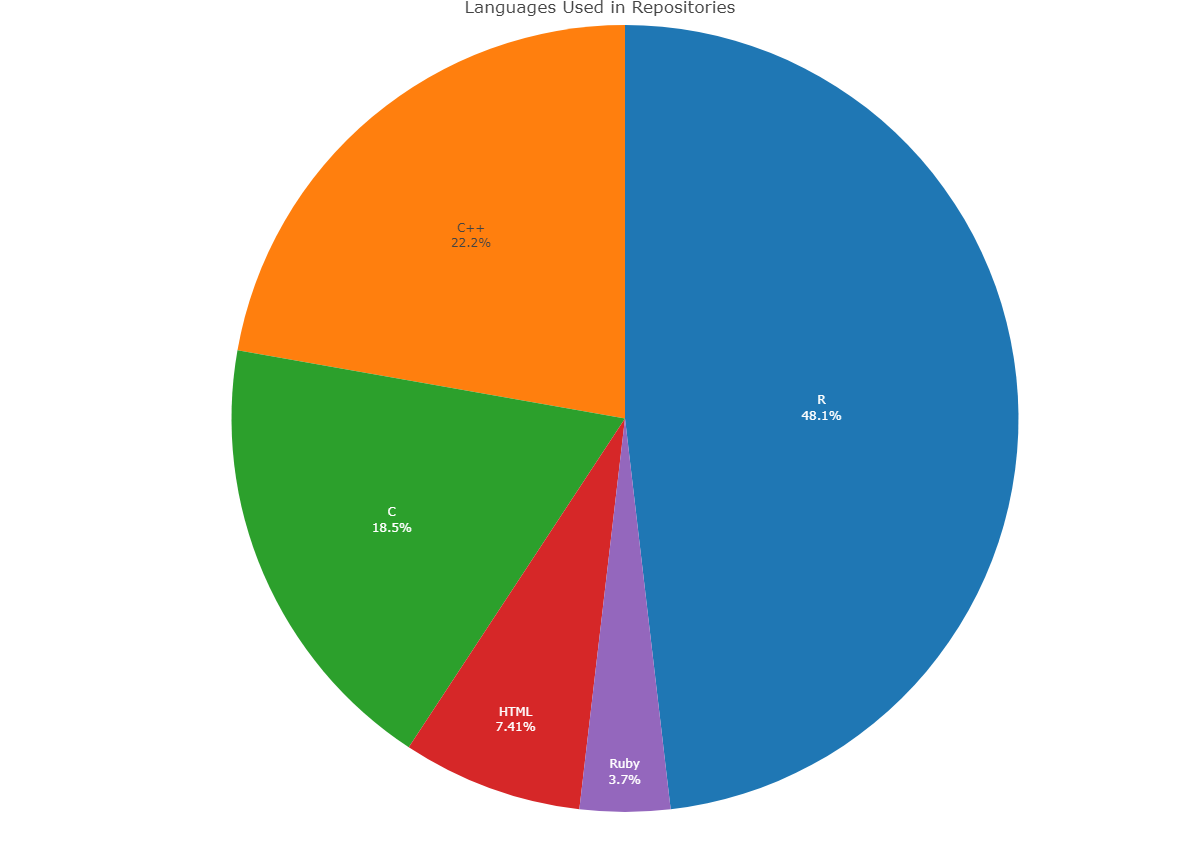 Languages Used in Repositories
C++
22.2%
R
48.1%
C
18.5%
HTML
7.41%
Ruby
3.7%